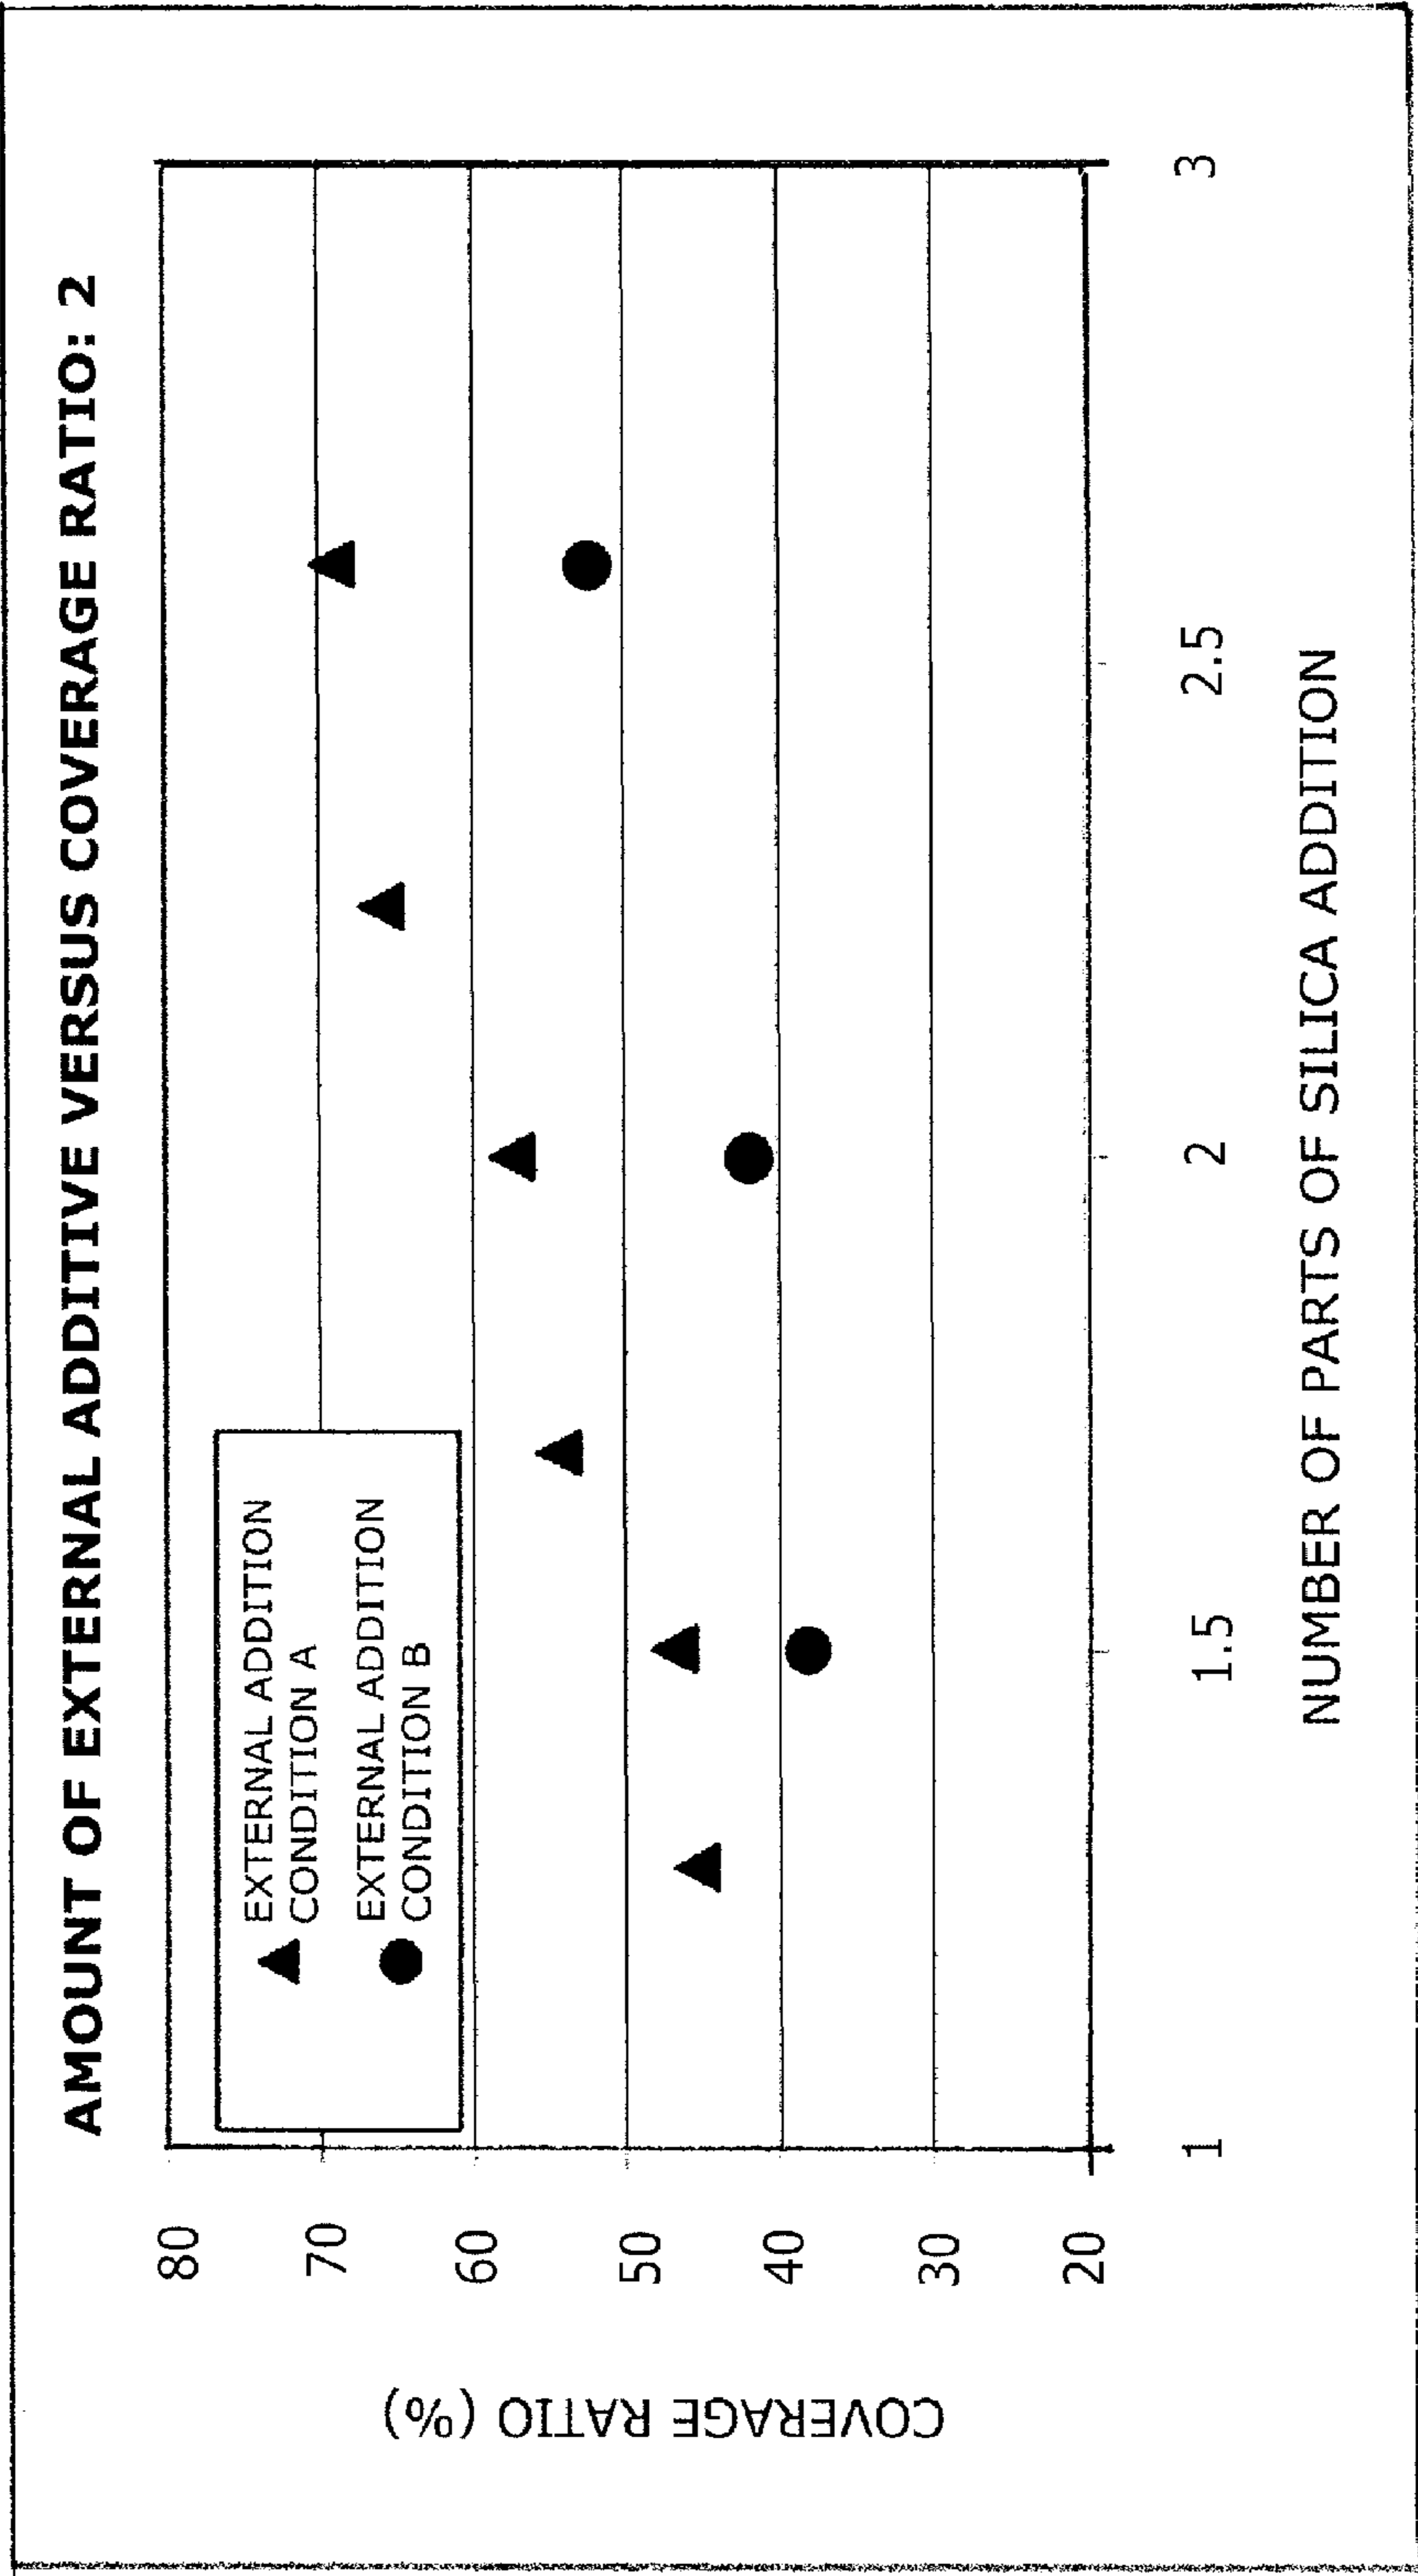 AMOUNT OF EXTERNAL ADDITIVE VERSUS COVERAGE RATIO: 2
COVERAGE RATIO (%)
80
70
60
50
40
30
20
EXTERNAL ADDITION
CONDITION A
EXTERNAL ADDITION
CONDITION B
1
1.5
2
2.5
3
NUMBER OF PARTS OF SILICA ADDITION